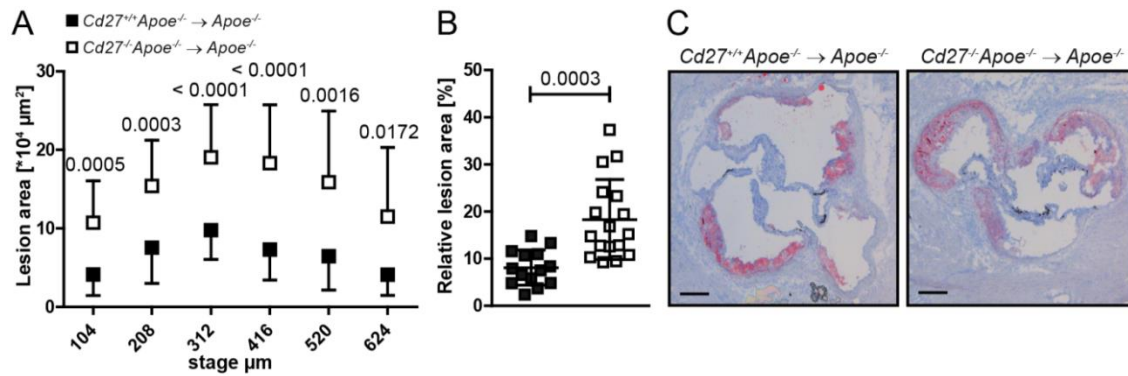 A
■ Cd27+/+Apoe-/- → Apoe-/-
□ Cd27-/-Apoe-/- → Apoe-/-
Lesion area [*10⁴ µm²]
30
20
10
0
0.0005
0.0003
< 0.0001
< 0.0001
0.0016
0.0172
104
208
312
416
520
624
stage µm
B
Relative lesion area [%]
50
40
30
20
10
0
0.0003
C
Cd27+/+Apoe-/- → Apoe-/-
Cd27-/-Apoe-/- → Apoe-/-